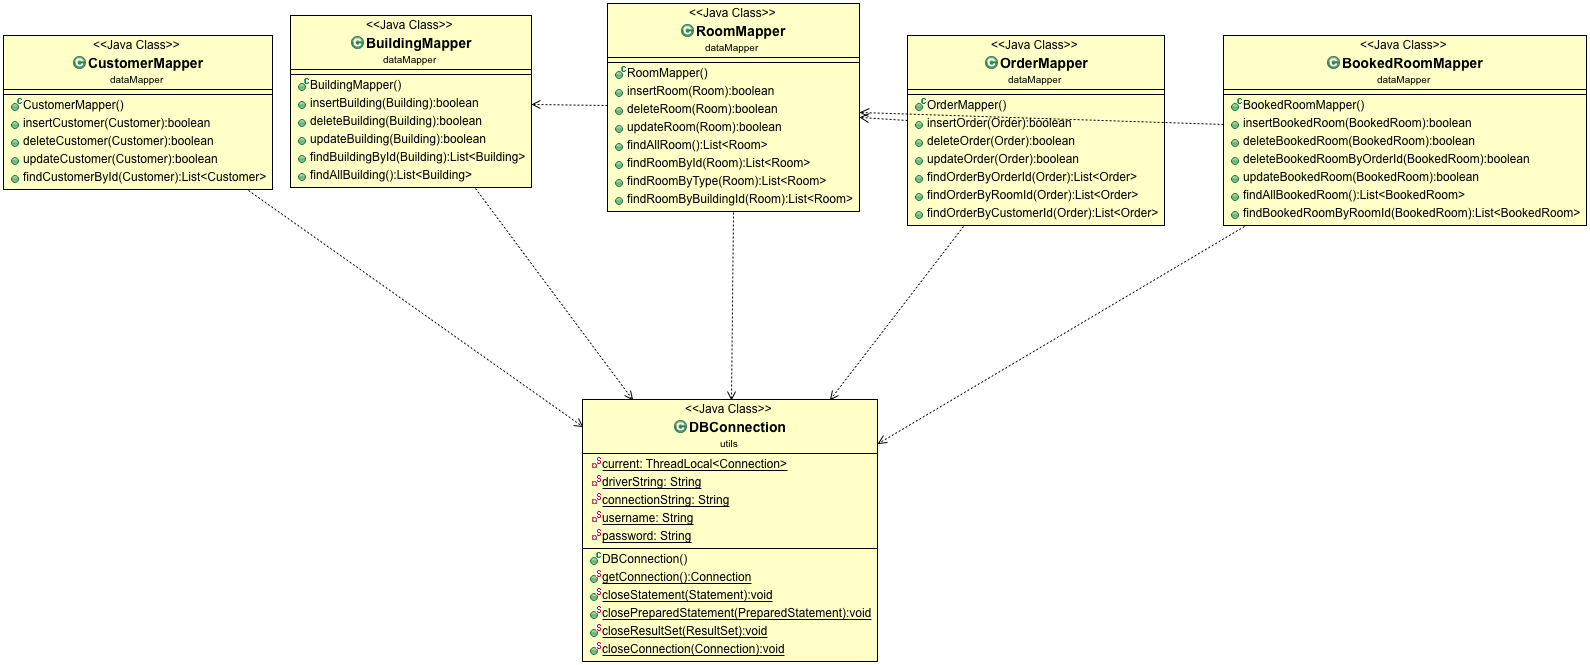 <<Java Class>>
CustomerMapper
dataMapper
CustomerMapper()
insertCustomer(Customer):boolean
deleteCustomer(Customer):boolean
updateCustomer(Customer):boolean
findCustomerById(Customer):List<Customer>
<<Java Class>>
BuildingMapper
dataMapper
BuildingMapper()
insertBuilding(Building):boolean
deleteBuilding(Building):boolean
updateBuilding(Building):boolean
findBuildingById(Building):List<Building>
findAllBuilding():List<Building>
<<Java Class>>
RoomMapper
dataMapper
RoomMapper()
insertRoom(Room):boolean
deleteRoom(Room):boolean
updateRoom(Room):boolean
findAllRoom():List<Room>
findRoomById(Room):List<Room>
findRoomByType(Room):List<Room>
findRoomByBuildingId(Room):List<Room>
<<Java Class>>
OrderMapper
dataMapper
OrderMapper()
insertOrder(Order):boolean
deleteOrder(Order):boolean
updateOrder(Order):boolean
findOrderByOrderId(Order):List<Order>
findOrderByRoomId(Order):List<Order>
findOrderByCustomerId(Order):List<Order>
<<Java Class>>
BookedRoomMapper
dataMapper
BookedRoomMapper()
insertBookedRoom(BookedRoom):boolean
deleteBookedRoom(BookedRoom):boolean
deleteBookedRoomByOrderId(BookedRoom):boolean
updateBookedRoom(BookedRoom):boolean
findAllBookedRoom():List<BookedRoom>
findBookedRoomByRoomId(BookedRoom):List<BookedRoom>
<<Java Class>>
DBConnection
utils
current: ThreadLocal<Connection>
driverString: String
connectionString: String
username: String
password: String
DBConnection()
getConnection():Connection
closeStatement(Statement):void
closePreparedStatement(PreparedStatement):void
closeResultSet(ResultSet):void
closeConnection(Connection):void